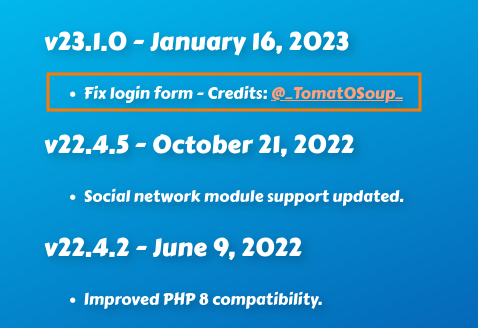 v23.1.0 - January 16, 2023
• Fix login form - Credits: @_TomatOSoup_
v22.4.5 - October 21, 2022
• Social network module support updated.
v22.4.2 - June 9, 2022
• Improved PHP 8 compatibility.